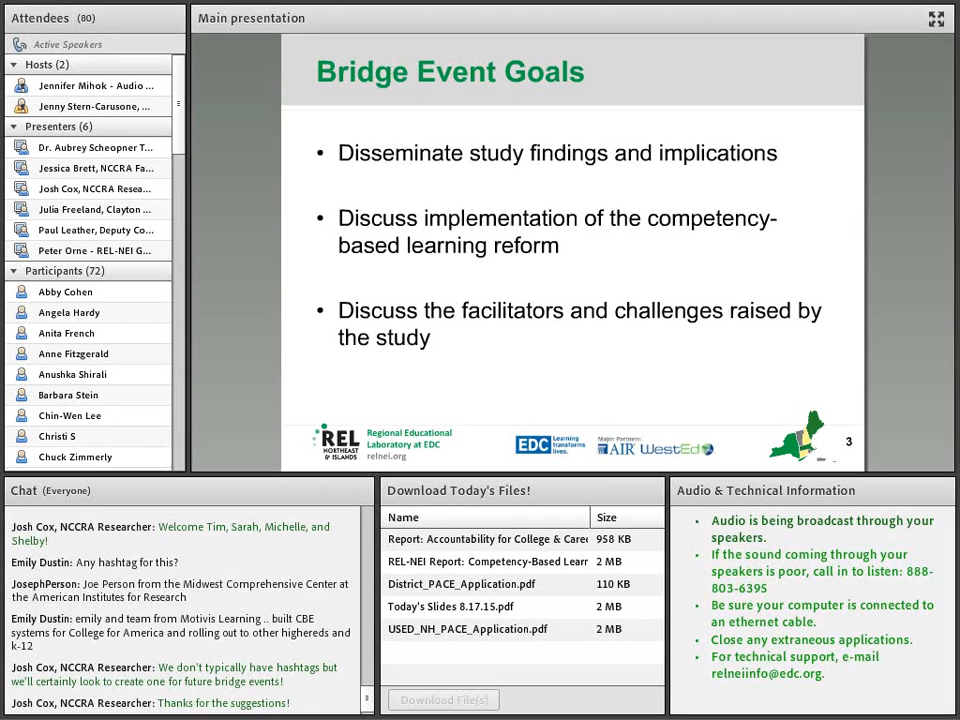 Attendees (80)
Active Speakers
Hosts (2)
Jennifer Mihok - Audio ...
Jenny Stern-Carusone, ...
Presenters (6)
Dr. Aubrey Scheopner T...
Jessica Brett, NCCRA Fa...
Josh Cox, NCCRA Resea...
Julia Freeland, Clayton ...
Paul Leather, Deputy Co...
Peter Orne - REL-NEI G...
Participants (72)
Abby Cohen
Angela Hardy
Anita French
Anne Fitzgerald
Anushka Shirali
Barbara Stein
Chin-Wen Lee
Christi S
Chuck Zimmerly
Main presentation
Bridge Event Goals
• Disseminate study findings and implications
• Discuss implementation of the competency-
based learning reform
• Discuss the facilitators and challenges raised by
the study
REL
NORTHEAST
& ISLANDS
Regional Educational
Laboratory at EDC
relnei.org
EDC Learning
transforms
lives.
Major Partners:
AIR WestEd
3
Chat (Everyone)
Josh Cox, NCCRA Researcher: Welcome Tim, Sarah, Michelle, and
Shelby!
Emily Dustin: Any hashtag for this?
JosephPerson: Joe Person from the Midwest Comprehensive Center at
the American Institutes for Research
Emily Dustin: emily and team from Motivis Learning .. built CBE
systems for College for America and rolling out to other highereds and
k-12
Josh Cox, NCCRA Researcher: We don't typically have hashtags but
we'll certainly look to create one for future bridge events!
Josh Cox, NCCRA Researcher: Thanks for the suggestions!
Download Today's Files!
Name Size
Report: Accountability for College & Caree 958 KB
REL-NEI Report: Competency-Based Learr 2 MB
District_PACE_Application.pdf 110 KB
Today's Slides 8.17.15.pdf 2 MB
USED_NH_PACE_Application.pdf 2 MB
Download File(s)
Audio & Technical Information
• Audio is being broadcast through your
speakers.
• If the sound coming through your
speakers is poor, call in to listen: 888-
803-6395
• Be sure your computer is connected to
an ethernet cable.
• Close any extraneous applications.
• For technical support, e-mail
relneiinfo@edc.org.